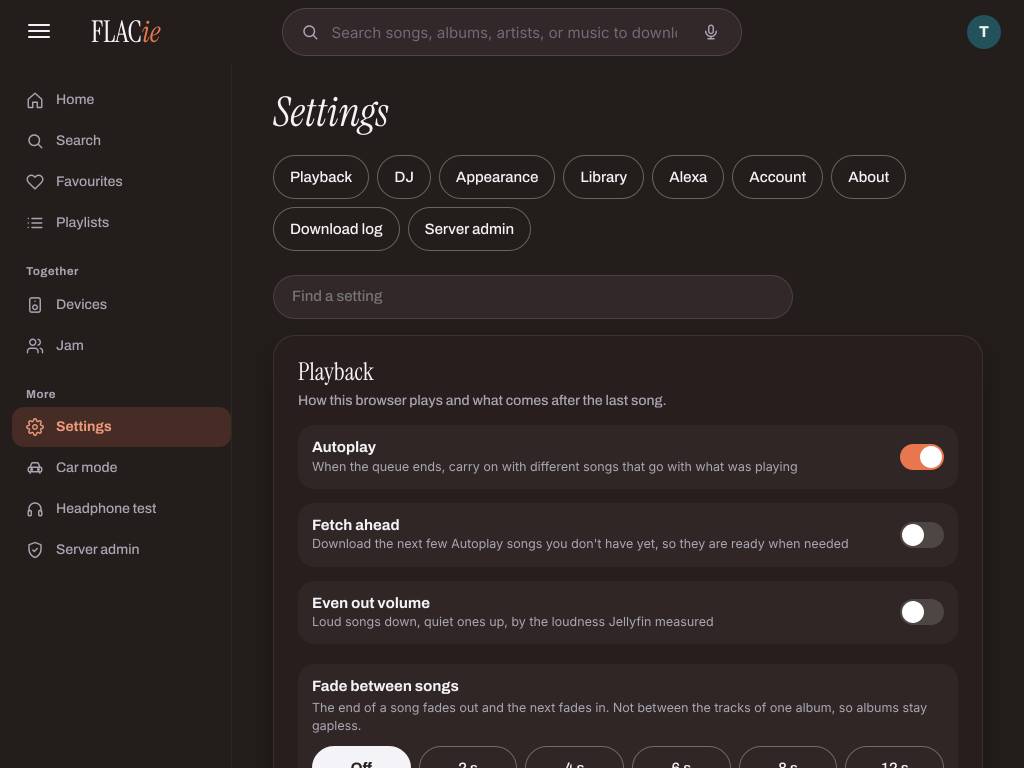 FLACie
Search songs, albums, artists, or music to downl
T
Home
Search
Favourites
Playlists
Together
Devices
Jam
More
Settings
Car mode
Headphone test
Server admin
Settings
Playback
DJ
Appearance
Library
Alexa
Account
About
Download log
Server admin
Find a setting
Playback
How this browser plays and what comes after the last song.
Autoplay
When the queue ends, carry on with different songs that go with what was playing
Fetch ahead
Download the next few Autoplay songs you don't have yet, so they are ready when needed
Even out volume
Loud songs down, quiet ones up, by the loudness Jellyfin measured
Fade between songs
The end of a song fades out and the next fades in. Not between the tracks of one album, so albums stay
gapless.
Off
2 s
4 s
6 s
8 s
12 s